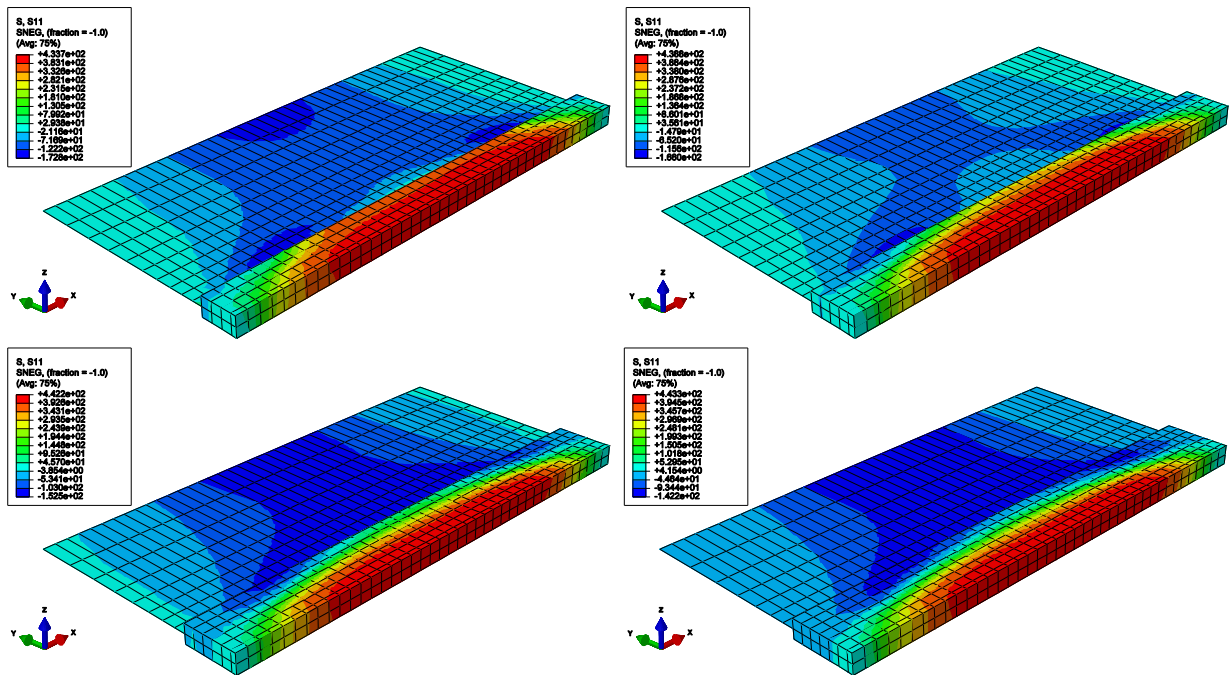 S, S11
SNEG, (fraction = -1.0)
(Avg: 75%)
+4.337e+02
+3.831e+02
+3.326e+02
+2.821e+02
+2.315e+02
+1.810e+02
+1.305e+02
+7.992e+01
+2.938e+01
-2.116e+01
-7.169e+01
-1.222e+02
-1.728e+02
Z
Y
X
S, S11
SNEG, (fraction = -1.0)
(Avg: 75%)
+4.388e+02
+3.884e+02
+3.380e+02
+2.876e+02
+2.372e+02
+1.868e+02
+1.364e+02
+8.601e+01
+3.561e+01
-1.479e+01
-6.520e+01
-1.156e+02
-1.660e+02
Z
Y
X
S, S11
SNEG, (fraction = -1.0)
(Avg: 75%)
+4.422e+02
+3.926e+02
+3.431e+02
+2.935e+02
+2.439e+02
+1.944e+02
+1.448e+02
+9.526e+01
+4.570e+01
-3.854e+00
-5.341e+01
-1.030e+02
-1.525e+02
Z
Y
X
S, S11
SNEG, (fraction = -1.0)
(Avg: 75%)
+4.433e+02
+3.945e+02
+3.457e+02
+2.969e+02
+2.481e+02
+1.993e+02
+1.505e+02
+1.018e+02
+5.295e+01
+4.154e+00
-4.464e+01
-9.344e+01
-1.422e+02
Z
Y
X